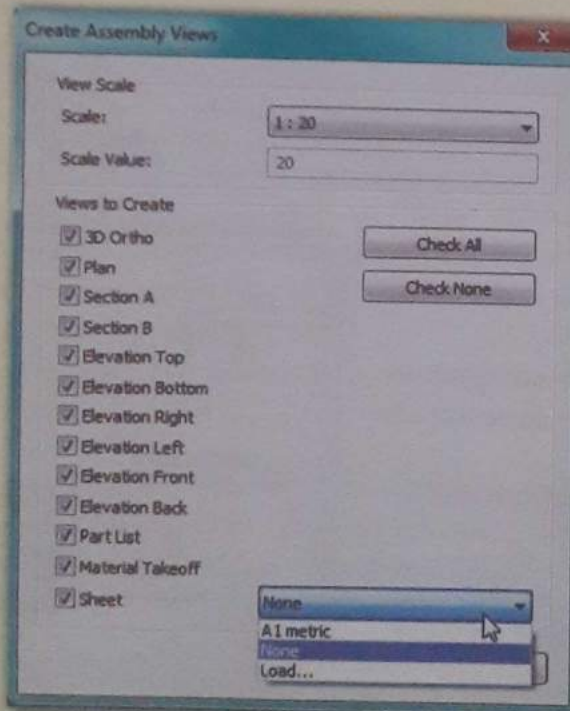 Create Assembly Views
View Scale
Scale:
1 : 20
Scale Value:
20
Views to Create
3D Ortho
Check All
Plan
Check None
Section A
Section B
Elevation Top
Elevation Bottom
Elevation Right
Elevation Left
Elevation Front
Elevation Back
Part List
Material Takeoff
Sheet
None
A1 metric
None
Load...